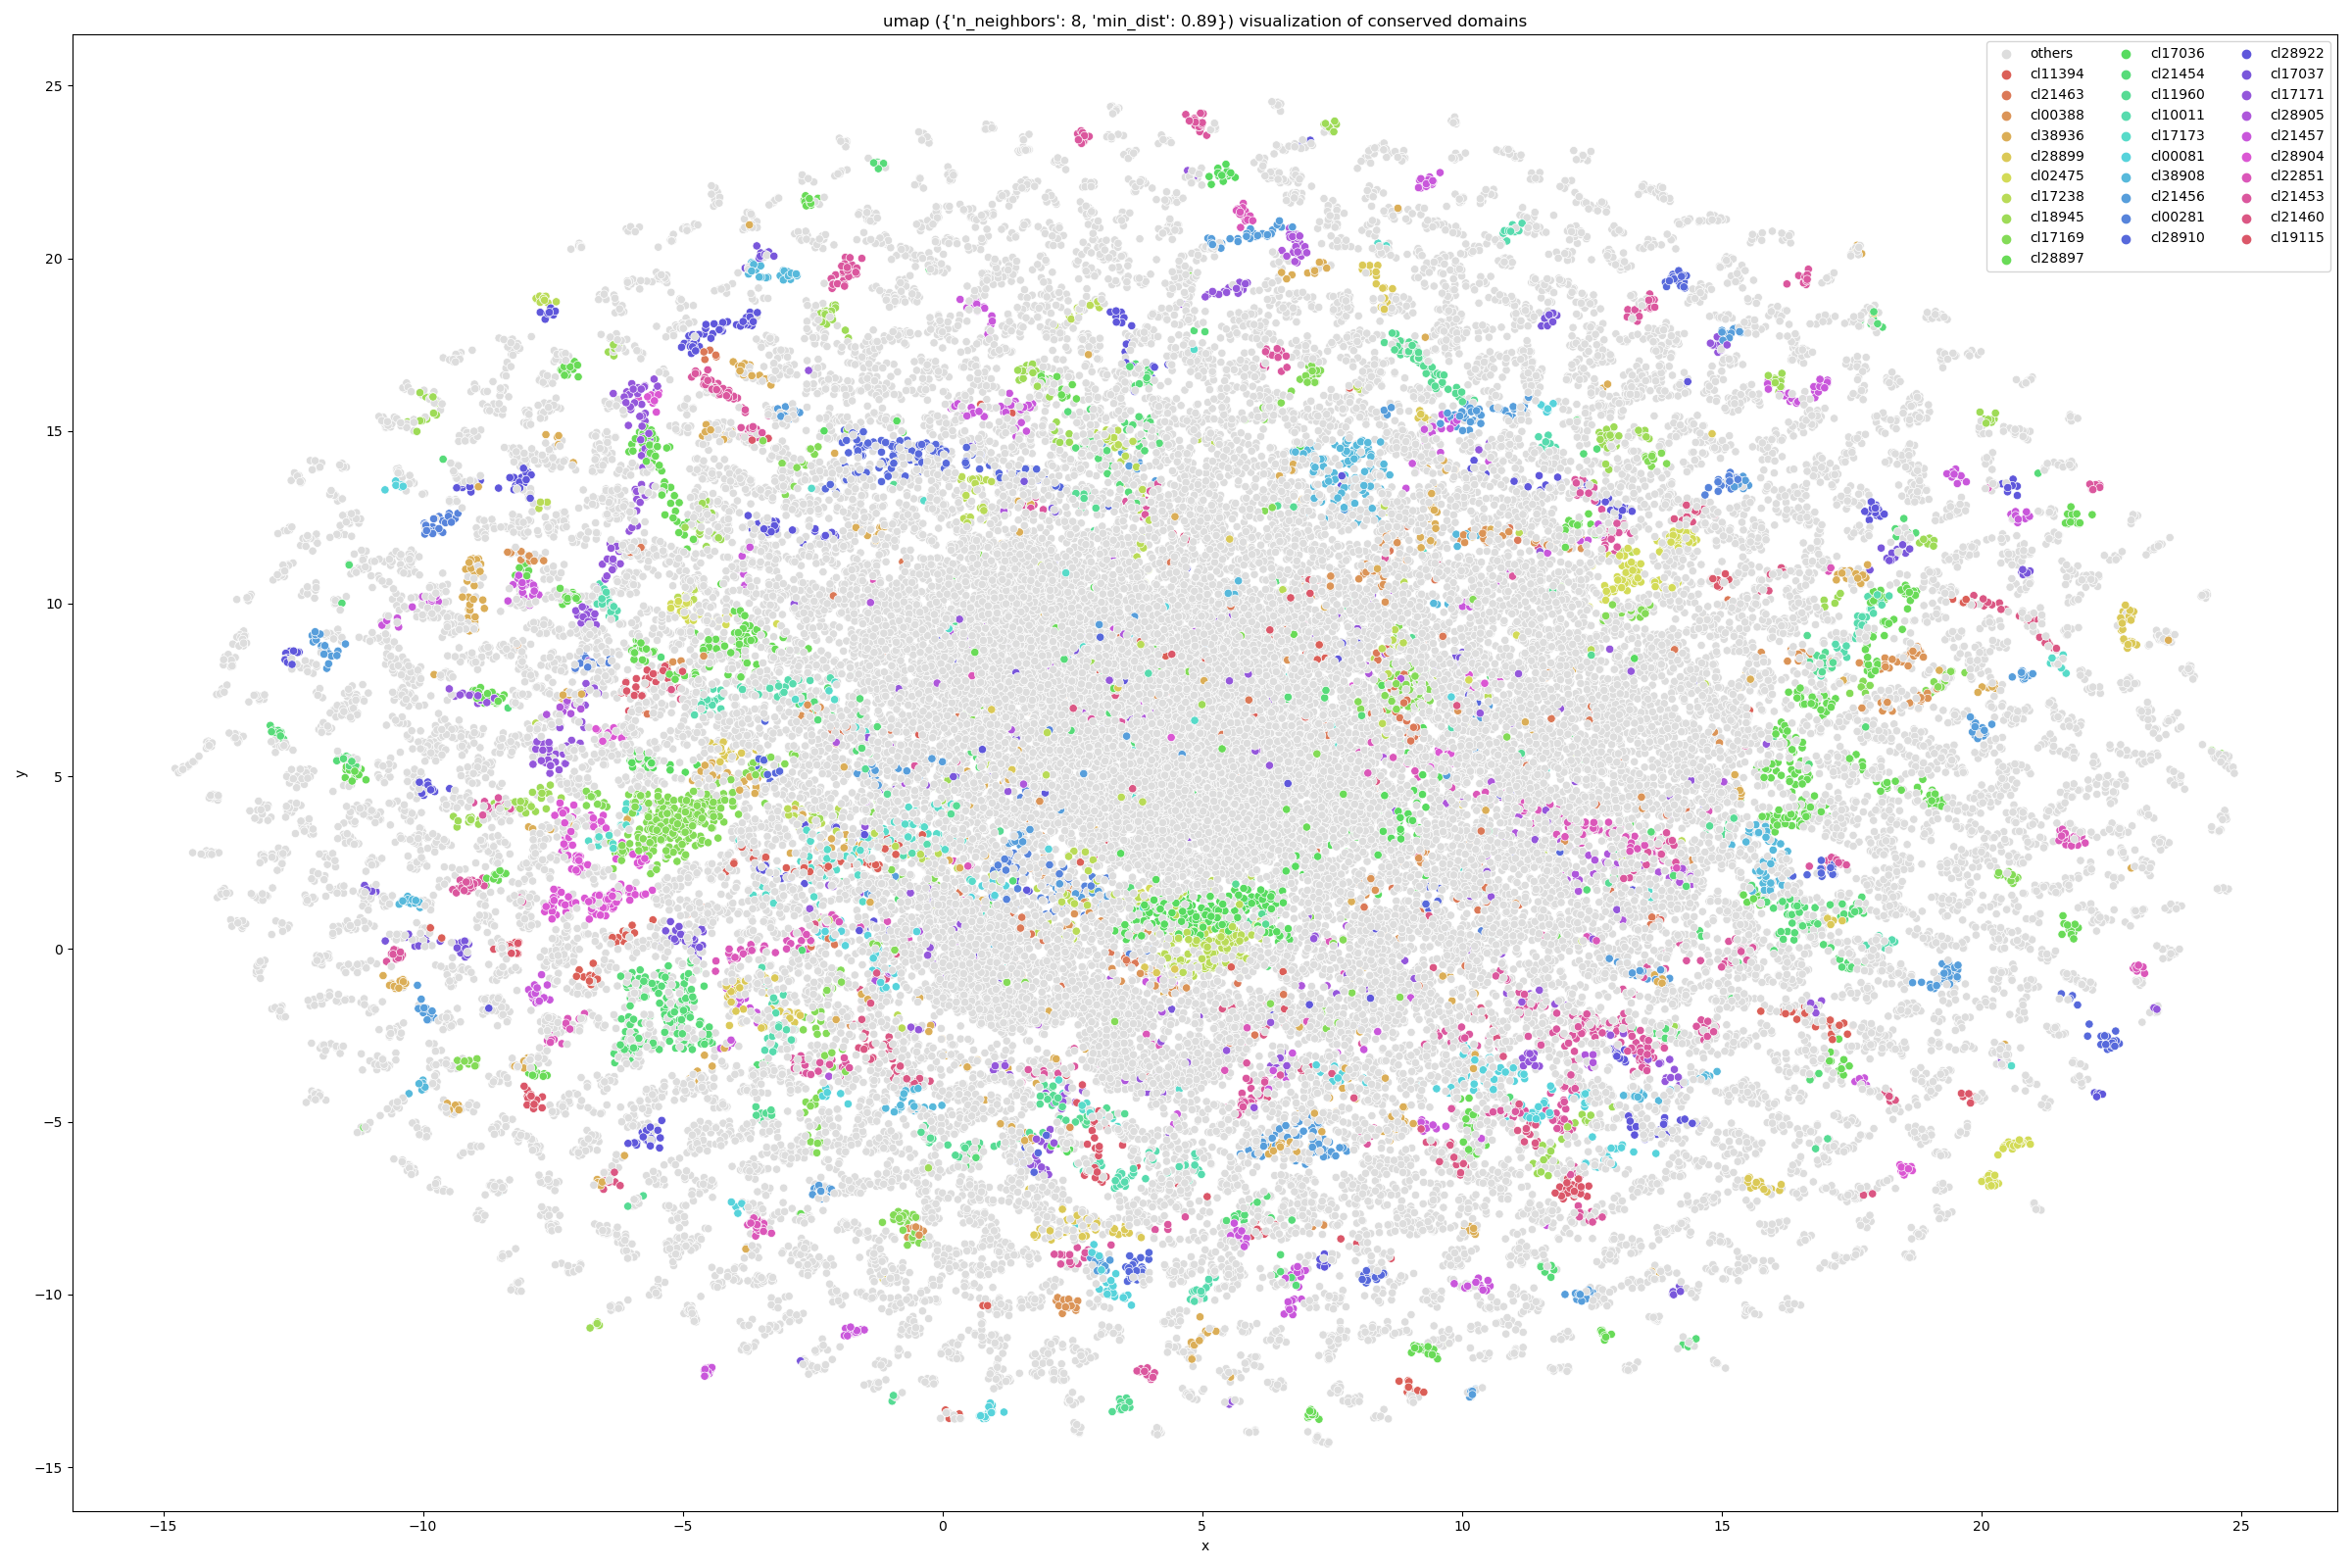 umap ({'n_neighbors': 8, 'min_dist': 0.89}) visualization of conserved domains
others
cl11394
cl21463
cl00388
cl38936
cl28899
cl02475
cl17238
cl18945
cl17169
cl28897
cl17036
cl21454
cl11960
cl10011
cl17173
cl00081
cl38908
cl21456
cl00281
cl28910
cl28922
cl17037
cl17171
cl28905
cl21457
cl28904
cl22851
cl21453
cl21460
cl19115
25
20
15
10
5
0
−5
−10
−15
y
−15 −10 −5 0 5 10 15 20 25
x